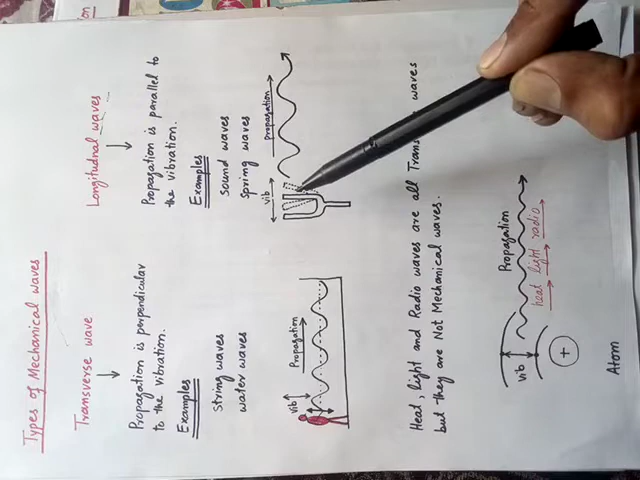 Types of Mechanical waves
Transverse wave
Propagation is perpendicular
to the vibration.
Examples
String waves
water waves
vib
Propagation
Longitudnal waves
Propagation is parallel to
the vibration.
Examples
Sound waves
Spring waves
vib
propagation
Heat, light and Radio waves are all waves
but they are Not Mechanical waves.
vib
Propagation
heat light radio
+
Atom